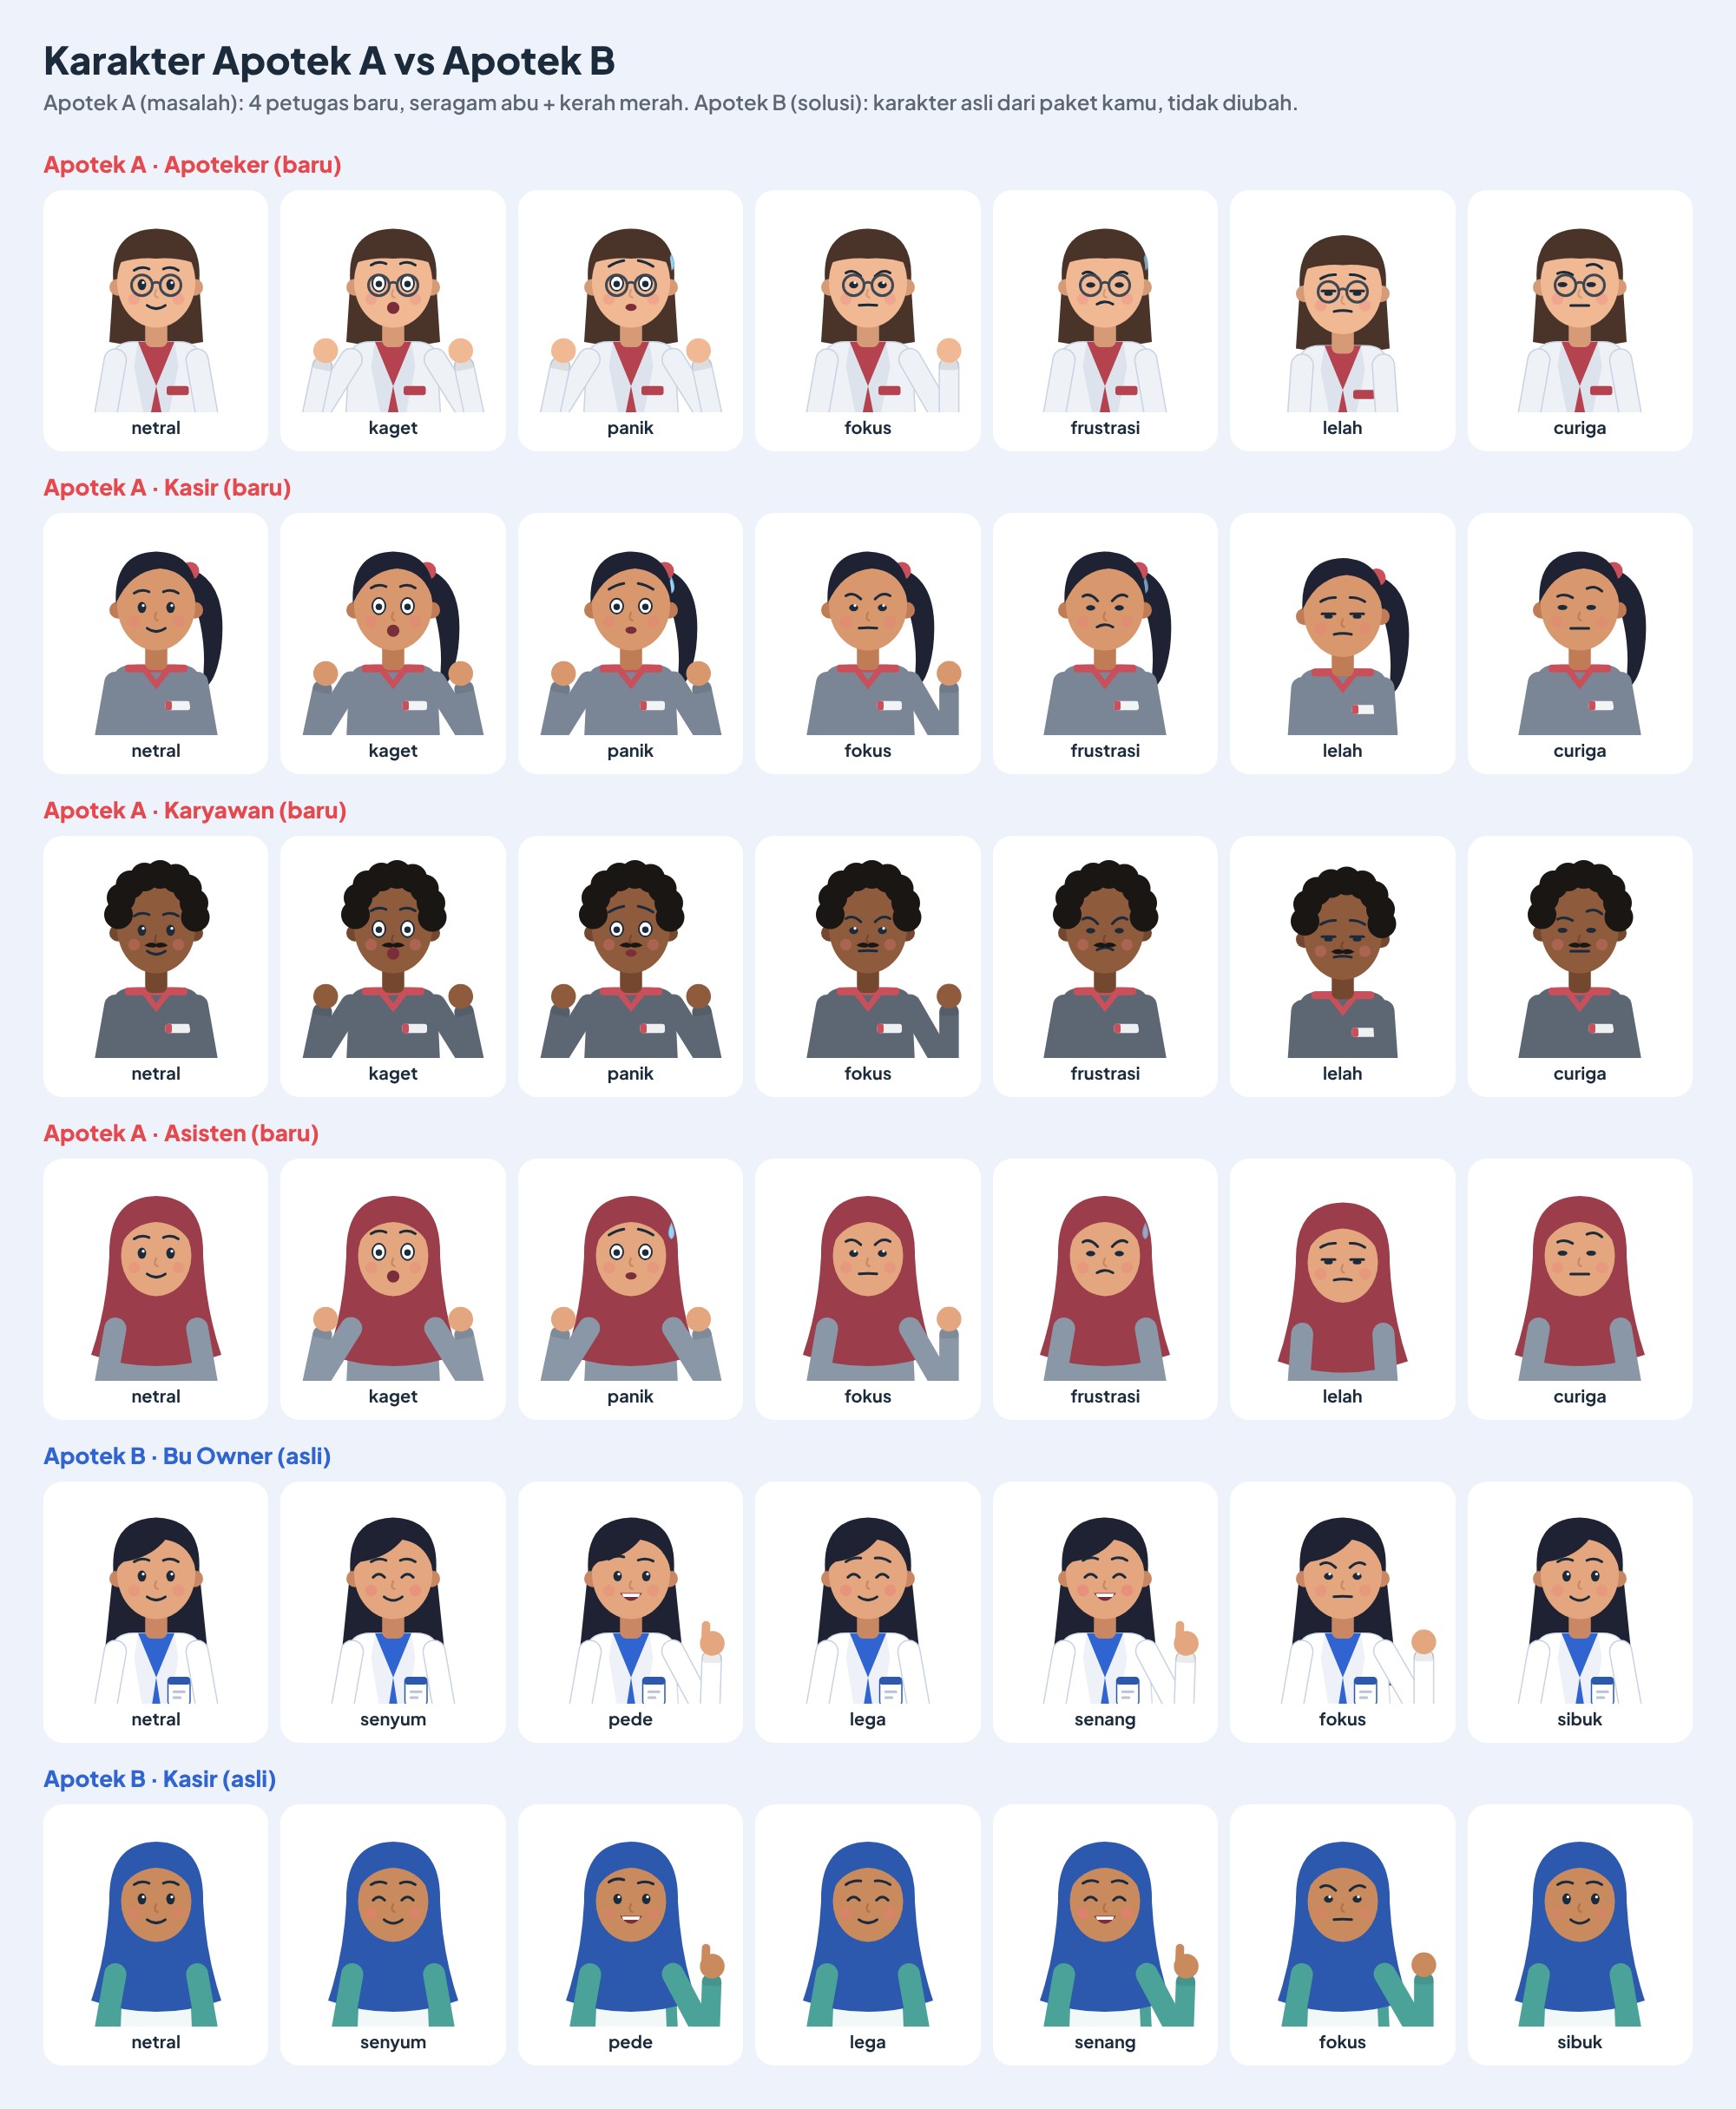 Karakter Apotek A vs Apotek B
Apotek A (masalah): 4 petugas baru, seragam abu + kerah merah. Apotek B (solusi): karakter asli dari paket kamu, tidak diubah.
Apotek A · Apoteker (baru)
netral kaget panik fokus frustrasi lelah curiga
Apotek A · Kasir (baru)
netral kaget panik fokus frustrasi lelah curiga
Apotek A · Karyawan (baru)
netral kaget panik fokus frustrasi lelah curiga
Apotek A · Asisten (baru)
netral kaget panik fokus frustrasi lelah curiga
Apotek B · Bu Owner (asli)
netral senyum pede lega senang fokus sibuk
Apotek B · Kasir (asli)
netral senyum pede lega senang fokus sibuk